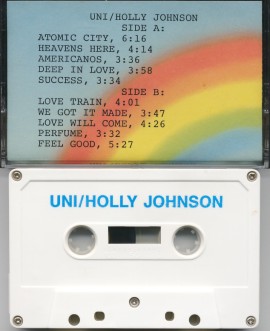 UNI/HOLLY JOHNSON
SIDE A:
ATOMIC CITY, 6:16
HEAVENS HERE, 4:14
AMERICANOS, 3:36
DEEP IN LOVE, 3:58
SUCCESS, 3:34
SIDE B:
LOVE TRAIN, 4:01
WE GOT IT MADE, 3:47
LOVE WILL COME, 4:26
PERFUME, 3:32
FEEL GOOD, 5:27
UNI/HOLLY JOHNSON